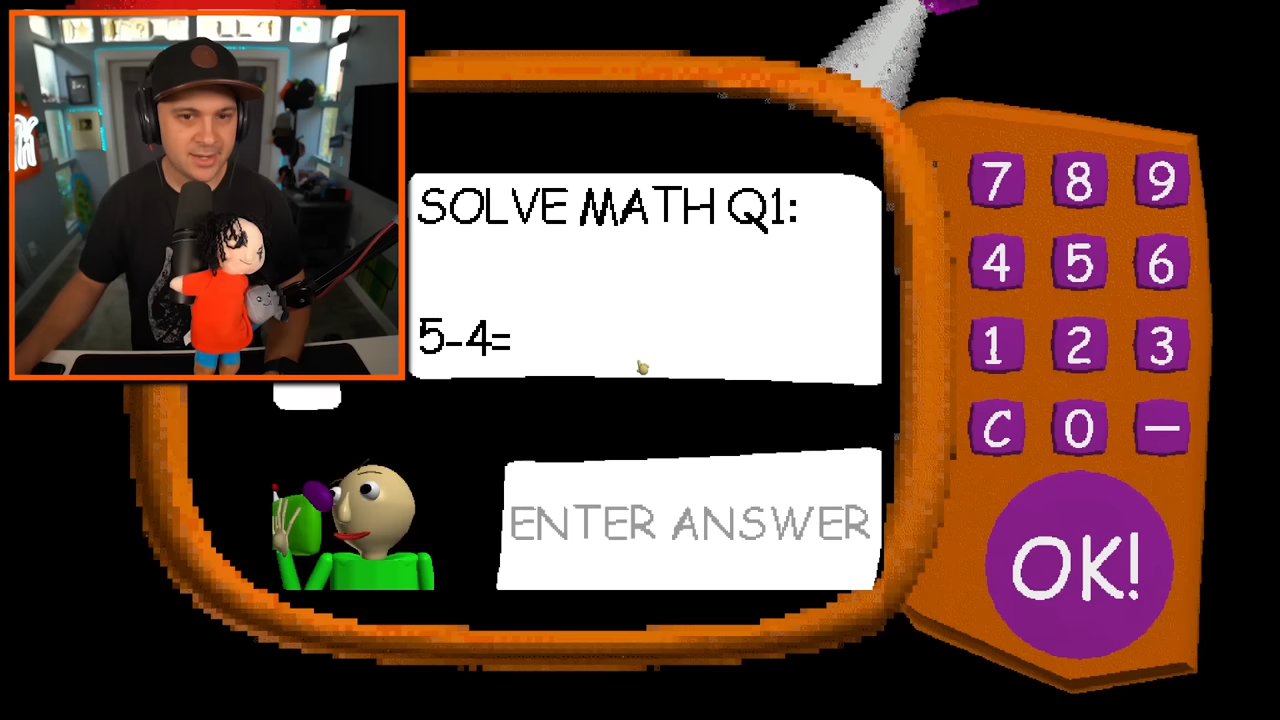 SOLVE MATH Q1:
5-4=
ENTER ANSWER
7 8 9
4 5 6
1 2 3
C 0 —
OK!